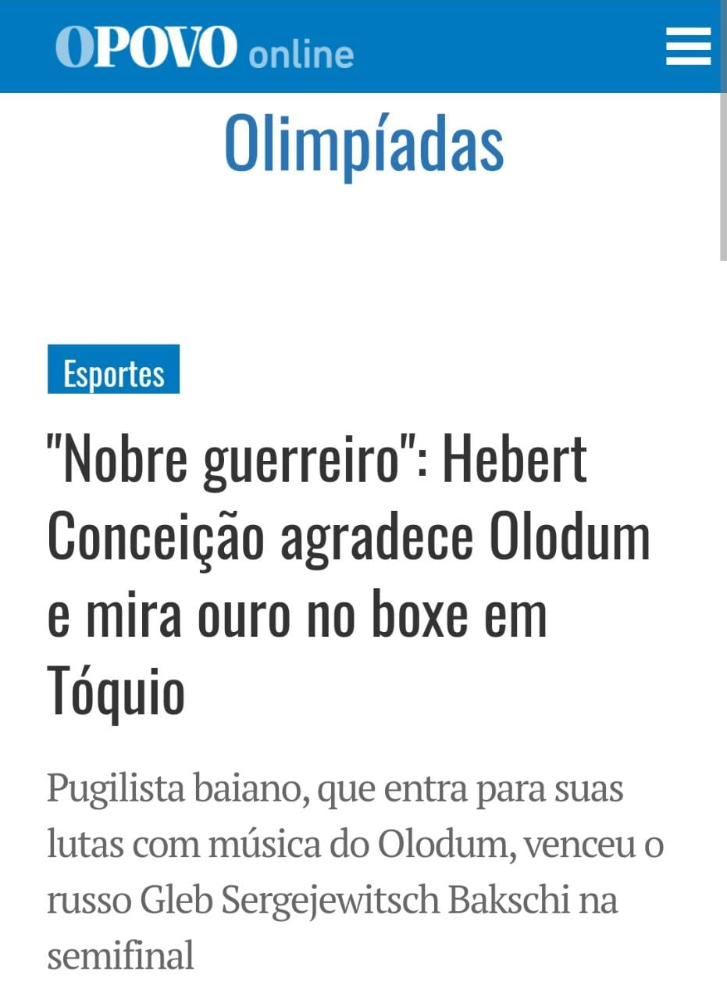 OPOVO online
Olimpíadas
Esportes
"Nobre guerreiro": Hebert
Conceição agradece Olodum
e mira ouro no boxe em
Tóquio
Pugilista baiano, que entra para suas
lutas com música do Olodum, venceu o
russo Gleb Sergejewitsch Bakschi na
semifinal